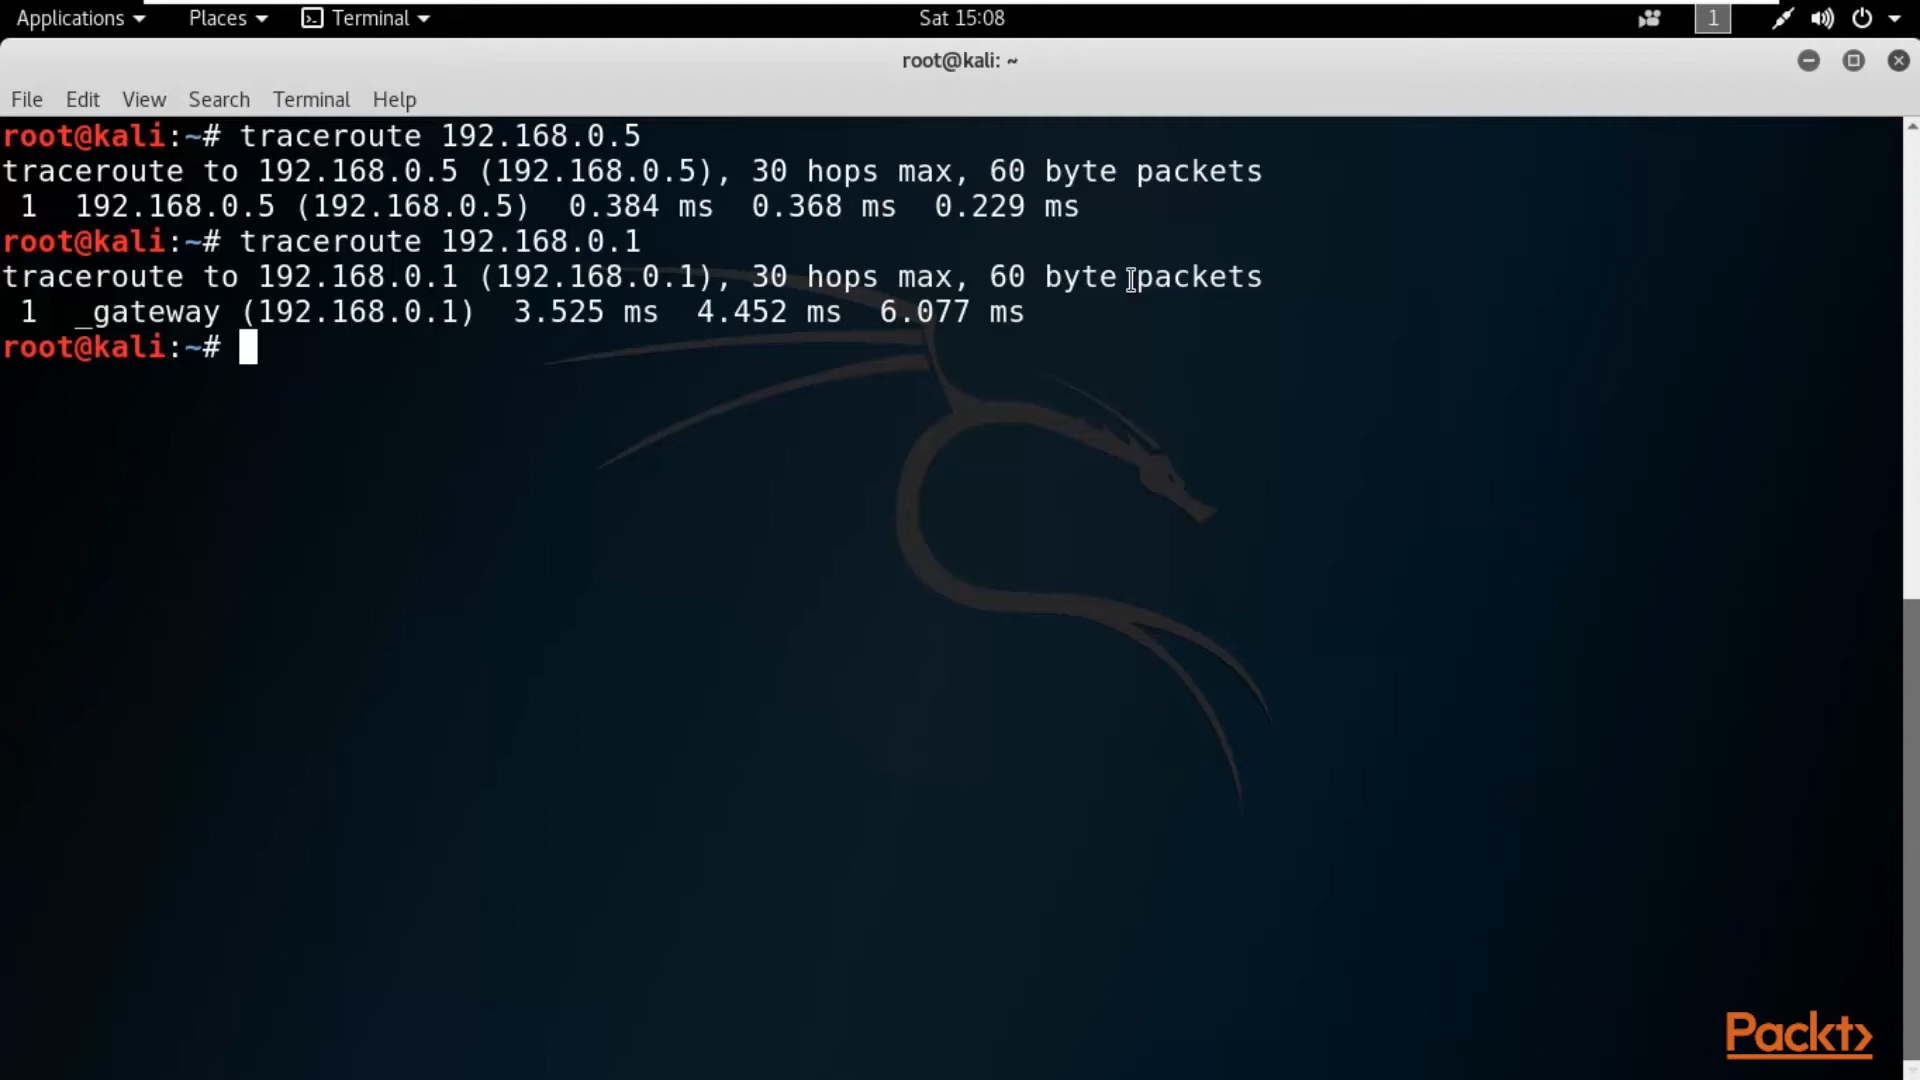 Applications Places Terminal Sat 15:08 1
root@kali: ~
File Edit View Search Terminal Help
root@kali:~# traceroute 192.168.0.5
traceroute to 192.168.0.5 (192.168.0.5), 30 hops max, 60 byte packets
 1  192.168.0.5 (192.168.0.5)  0.384 ms  0.368 ms  0.229 ms
root@kali:~# traceroute 192.168.0.1
traceroute to 192.168.0.1 (192.168.0.1), 30 hops max, 60 byte packets
 1  _gateway (192.168.0.1)  3.525 ms  4.452 ms  6.077 ms
root@kali:~#
Packt>